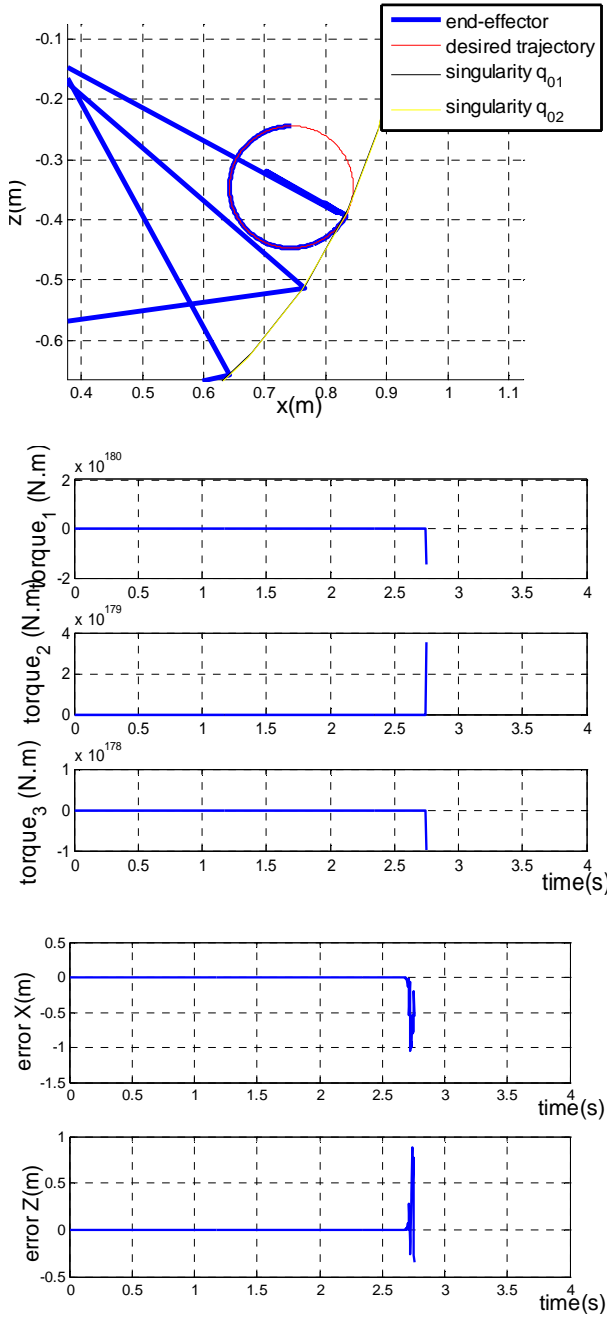 end-effector
desired trajectory
singularity q01
singularity q02
-0.1
-0.2
-0.3
-0.4
-0.5
-0.6
z(m)
0.4 0.5 0.6 0.7 0.8 0.9 1 1.1
x(m)
x 10^180
torque_1 (N.m)
2
0
-2
0 0.5 1 1.5 2 2.5 3 3.5 4
x 10^179
torque_2 (N.m)
4
2
0
0 0.5 1 1.5 2 2.5 3 3.5 4
x 10^178
torque_3 (N.m)
1
0
-1
0 0.5 1 1.5 2 2.5 3 3.5 4
time(s)
error X(m)
0.5
0
-0.5
-1
-1.5
0 0.5 1 1.5 2 2.5 3 3.5 4
time(s)
error Z(m)
1
0.5
0
-0.5
0 0.5 1 1.5 2 2.5 3 3.5 4
time(s)